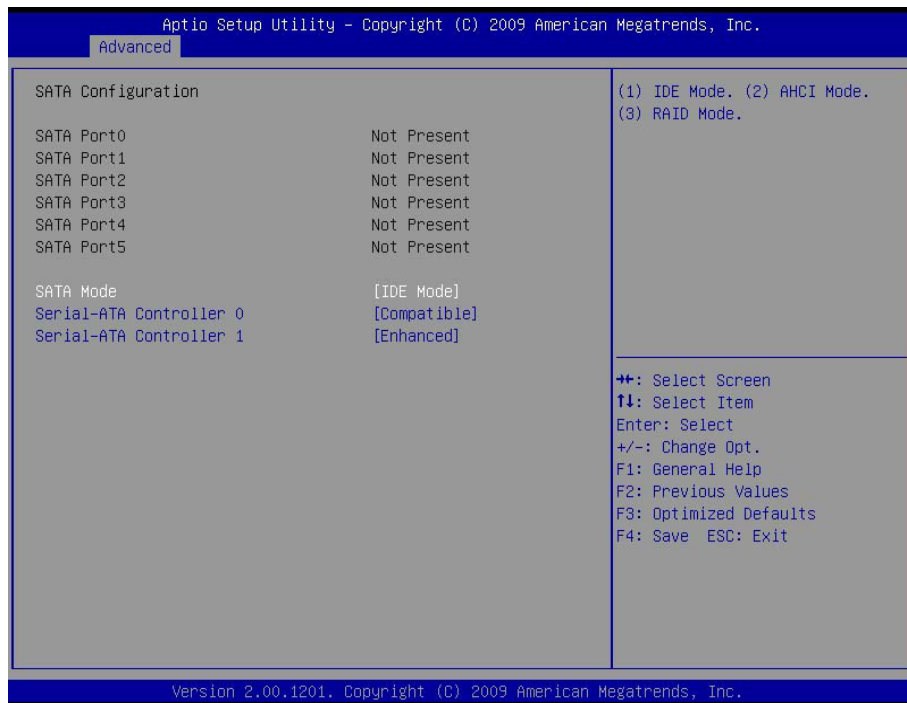 Aptio Setup Utility – Copyright (C) 2009 American Megatrends, Inc.
Advanced
SATA Configuration
SATA Port0 Not Present
SATA Port1 Not Present
SATA Port2 Not Present
SATA Port3 Not Present
SATA Port4 Not Present
SATA Port5 Not Present
SATA Mode [IDE Mode]
Serial-ATA Controller 0 [Compatible]
Serial-ATA Controller 1 [Enhanced]
(1) IDE Mode. (2) AHCI Mode.
(3) RAID Mode.
→←: Select Screen
↑↓: Select Item
Enter: Select
+/-: Change Opt.
F1: General Help
F2: Previous Values
F3: Optimized Defaults
F4: Save ESC: Exit
Version 2.00.1201. Copyright (C) 2009 American Megatrends, Inc.